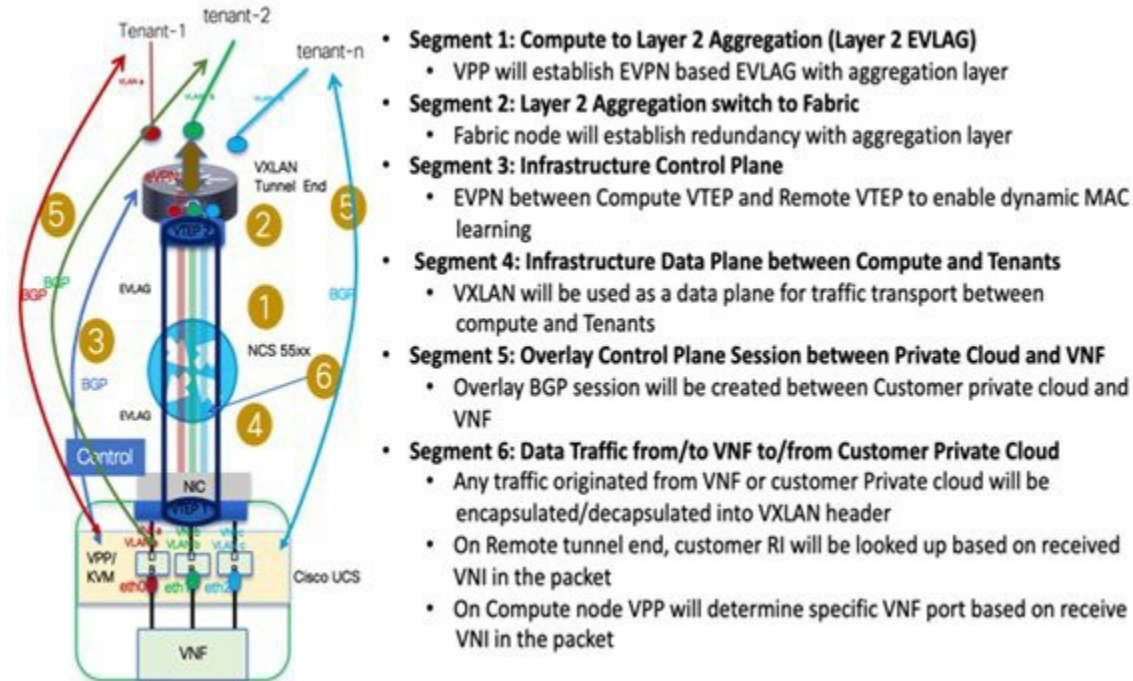 Tenant-1
tenant-2
tenant-n
VLAN a
VXLAN
Tunnel End
EVPN
VTEP 2
5
2
5
BGP
BGP
BGP
EVLAG
1
NCS 55xx
3
6
BGP
EVLAG
4
Control
NIC
VTEP 1
VLAN b
VPP/
KVM
Cisco UCS
eth0
eth1
eth2
VNF
• Segment 1: Compute to Layer 2 Aggregation (Layer 2 EVLAG)
• VPP will establish EVPN based EVLAG with aggregation layer
• Segment 2: Layer 2 Aggregation switch to Fabric
• Fabric node will establish redundancy with aggregation layer
• Segment 3: Infrastructure Control Plane
• EVPN between Compute VTEP and Remote VTEP to enable dynamic MAC
learning
• Segment 4: Infrastructure Data Plane between Compute and Tenants
• VXLAN will be used as a data plane for traffic transport between
compute and Tenants
• Segment 5: Overlay Control Plane Session between Private Cloud and VNF
• Overlay BGP session will be created between Customer private cloud and
VNF
• Segment 6: Data Traffic from/to VNF to/from Customer Private Cloud
• Any traffic originated from VNF or customer Private cloud will be
encapsulated/decapsulated into VXLAN header
• On Remote tunnel end, customer RI will be looked up based on received
VNI in the packet
• On Compute node VPP will determine specific VNF port based on receive
VNI in the packet